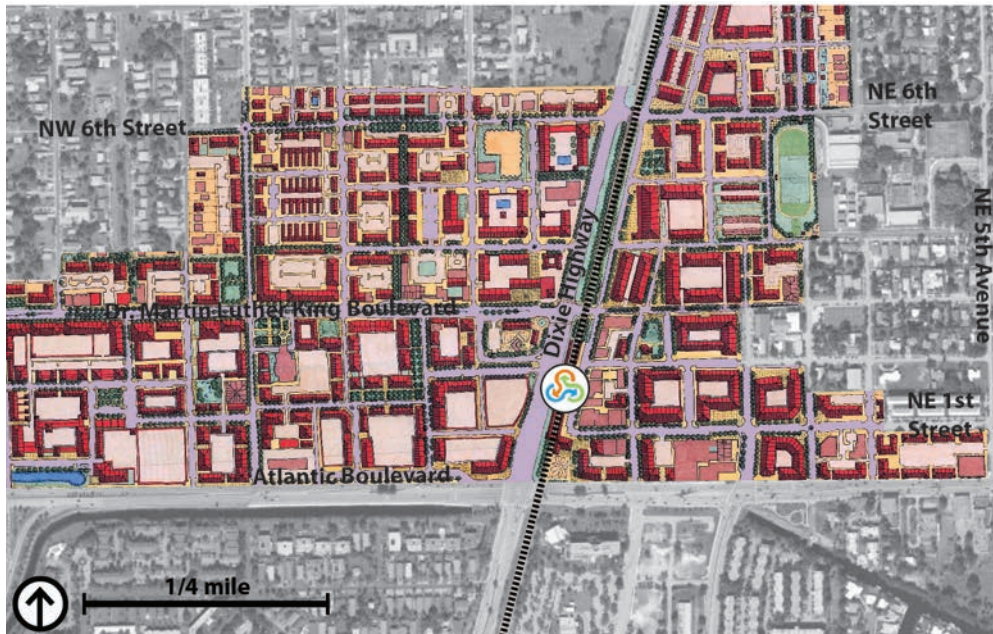 NW 6th Street
NE 6th
Street
NE 5th Avenue
Dixie Highway
Dr. Martin Luther King Boulevard
NE 1st
Street
Atlantic Boulevard
1/4 mile